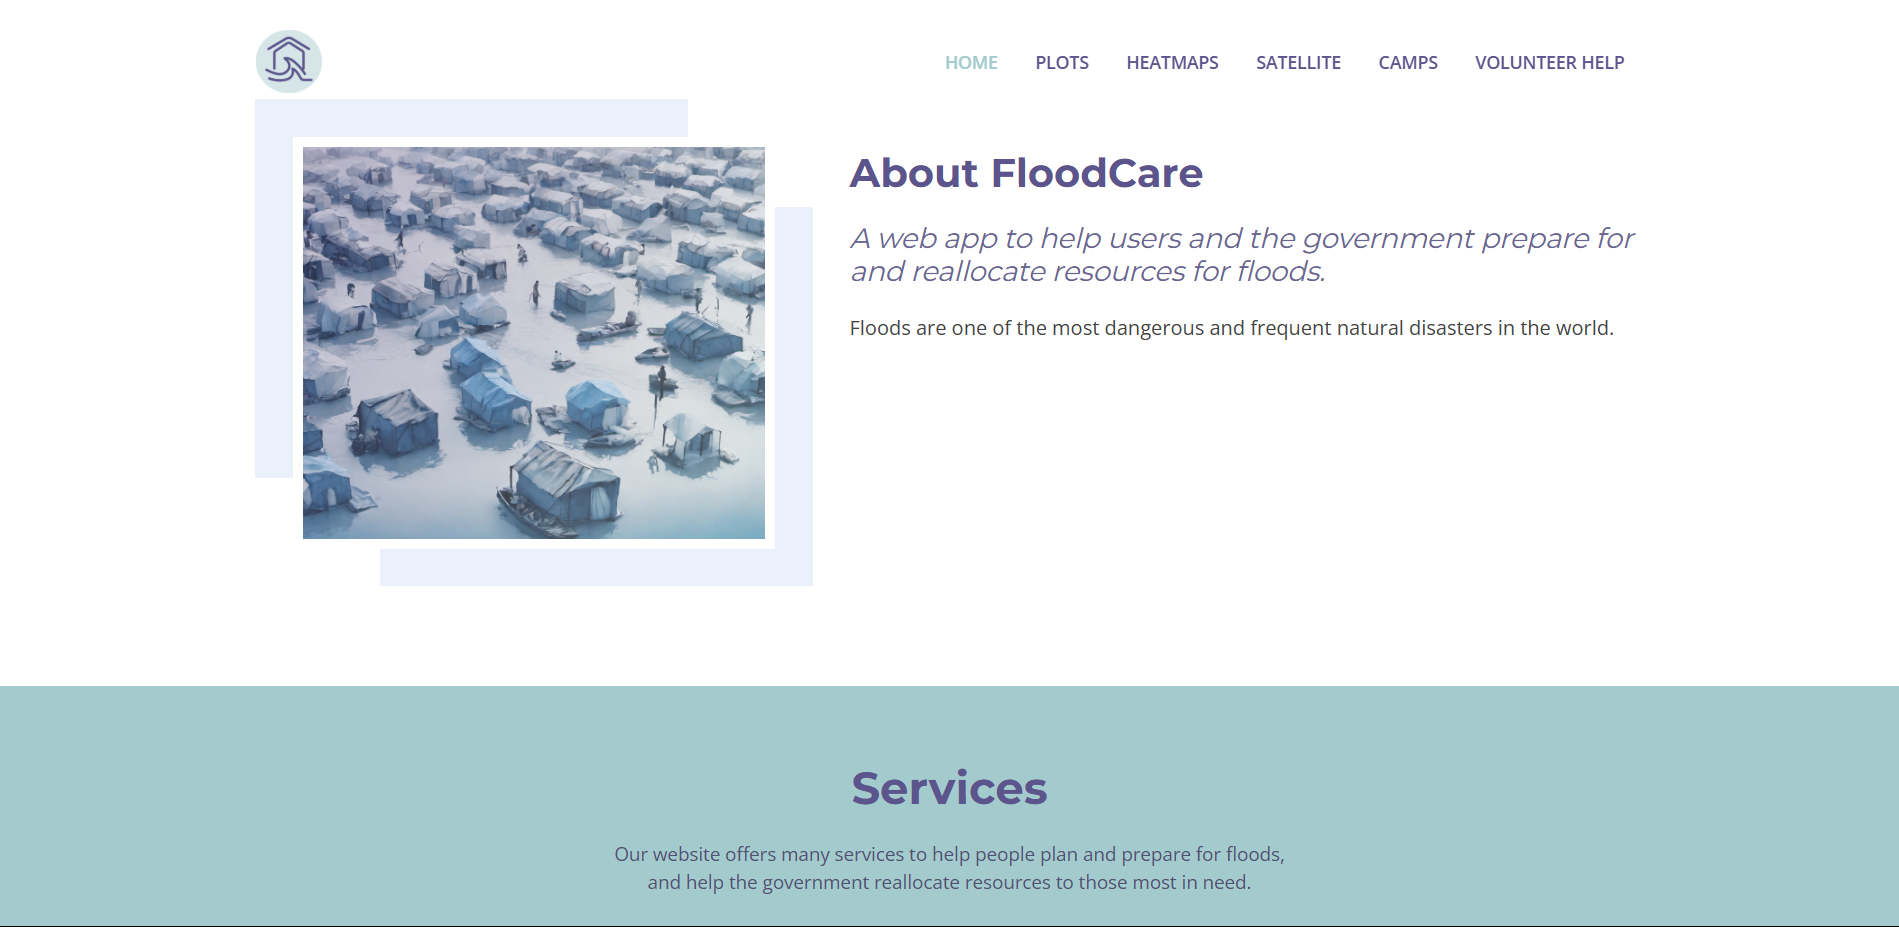 HOME PLOTS HEATMAPS SATELLITE CAMPS VOLUNTEER HELP
About FloodCare
A web app to help users and the government prepare for
and reallocate resources for floods.
Floods are one of the most dangerous and frequent natural disasters in the world.
Services
Our website offers many services to help people plan and prepare for floods,
and help the government reallocate resources to those most in need.